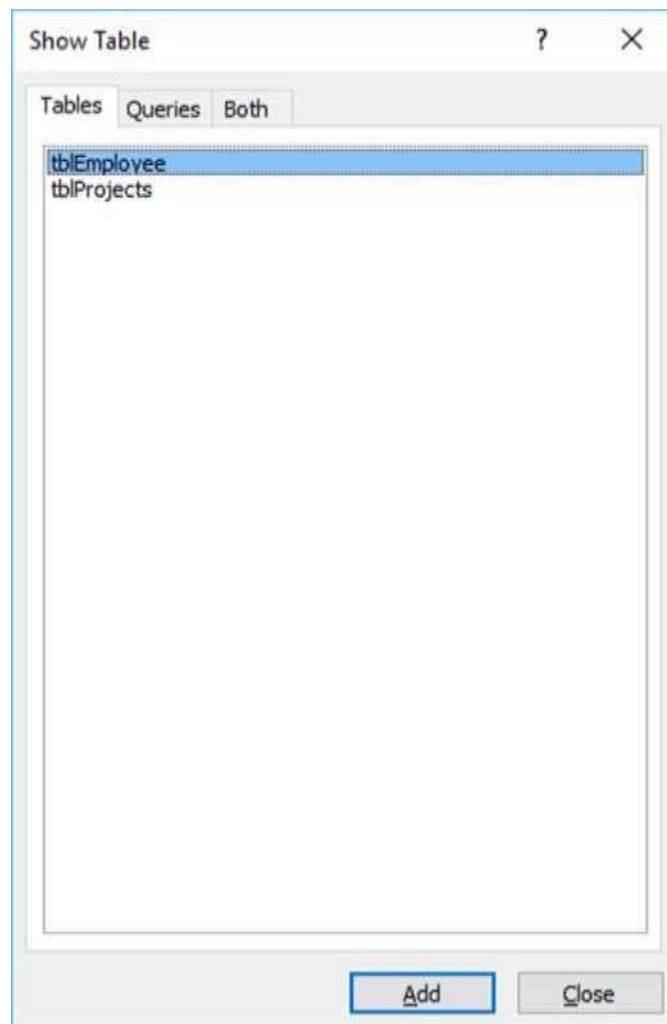 Show Table ?
Tables Queries Both
tblEmployee
tblProjects
Add Close